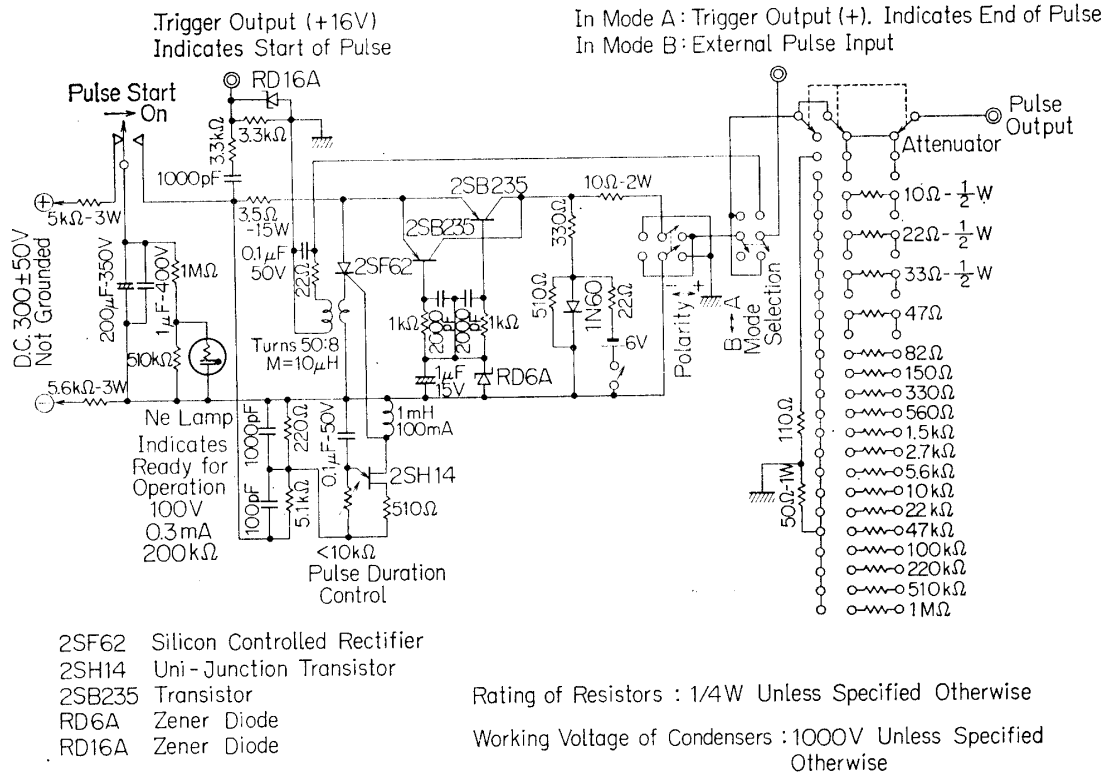 Trigger Output (+16V)
Indicates Start of Pulse
In Mode A : Trigger Output (+). Indicates End of Pulse
In Mode B : External Pulse Input
RD16A
Pulse Start
On
3.3kΩ
3.3kΩ
1000pF
5kΩ-3W
D.C. 300±50V
Not Grounded
200μF-350V
1μF-400V
1MΩ
510kΩ
5.6kΩ-3W
Ne Lamp
Indicates
Ready for
Operation
100V
0.3mA
200kΩ
3.5Ω
-15W
0.1μF
50V
22Ω
2SF62
Turns 50:8
M=10μH
2SB235
2SB235
1kΩ
2000
pF
2000
pF
1kΩ
1μF
15V
RD6A
10Ω-2W
330Ω
510Ω
1N60
22Ω
6V
Polarity
- +
B A
Mode
Selection
Pulse
Output
Attenuator
10Ω-1/2W
22Ω-1/2W
33Ω-1/2W
47Ω
82Ω
150Ω
330Ω
560Ω
1.5kΩ
2.7kΩ
5.6kΩ
10kΩ
22kΩ
47kΩ
100kΩ
220kΩ
510kΩ
1MΩ
110Ω
50Ω-1W
1000pF
220Ω
0.1μF-50V
1mH
100mA
100pF
5.1kΩ
2SH14
510Ω
<10kΩ
Pulse Duration
Control
2SF62 Silicon Controlled Rectifier
2SH14 Uni-Junction Transistor
2SB235 Transistor
RD6A Zener Diode
RD16A Zener Diode
Rating of Resistors : 1/4W Unless Specified Otherwise
Working Voltage of Condensers : 1000V Unless Specified
Otherwise